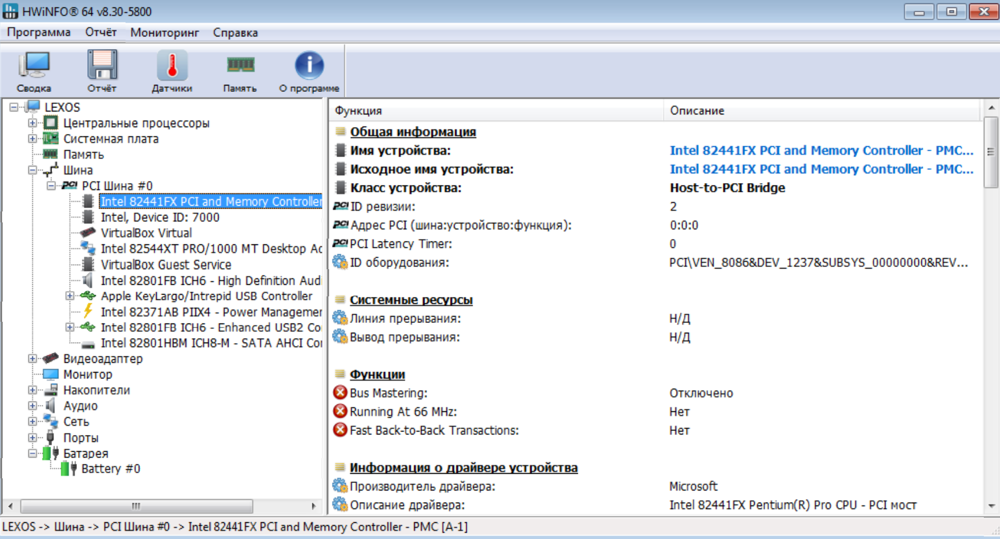 HWiNFO® 64 v8.30-5800
Программа Отчёт Мониторинг Справка
Сводка Отчёт Датчики Память О программе
LEXOS
Центральные процессоры
Системная плата
Память
Шина
PCI PCI Шина #0
Intel 82441FX PCI and Memory Controller
Intel, Device ID: 7000
VirtualBox Virtual
Intel 82544XT PRO/1000 MT Desktop Ac
VirtualBox Guest Service
Intel 82801FB ICH6 - High Definition Audi
Apple KeyLargo/Intrepid USB Controller
Intel 82371AB PIIX4 - Power Managemer
Intel 82801FB ICH6 - Enhanced USB2 Co
Intel 82801HBM ICH8-M - SATA AHCI Co
Видеоадаптер
Монитор
Накопители
Аудио
Сеть
Порты
Батарея
Battery #0
Функция Описание
Общая информация
Имя устройства: Intel 82441FX PCI and Memory Controller - PMC...
Исходное имя устройства: Intel 82441FX PCI and Memory Controller - PMC...
Класс устройства: Host-to-PCI Bridge
PCI ID ревизии: 2
PCI Адрес PCI (шина:устройство:функция): 0:0:0
PCI PCI Latency Timer: 0
ID оборудования: PCI\VEN_8086&DEV_1237&SUBSYS_00000000&REV...
Системные ресурсы
Линия прерывания: Н/Д
Вывод прерывания: Н/Д
Функции
Bus Mastering: Отключено
Running At 66 MHz: Нет
Fast Back-to-Back Transactions: Нет
Информация о драйвере устройства
Производитель драйвера: Microsoft
Описание драйвера: Intel 82441FX Pentium(R) Pro CPU - PCI мост
LEXOS -> Шина -> PCI Шина #0 -> Intel 82441FX PCI and Memory Controller - PMC [A-1]